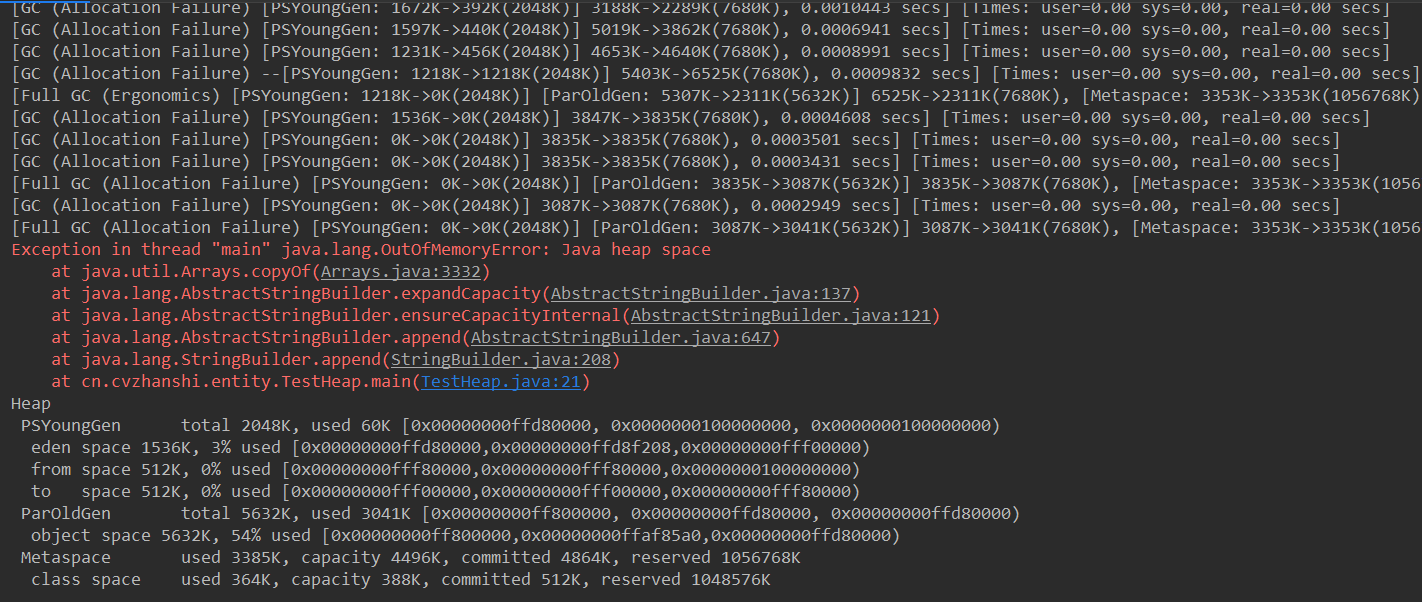 [GC (Allocation Failure) [PSYoungGen: 1672K->392K(2048K)] 3188K->2289K(7680K), 0.0010443 secs] [Times: user=0.00 sys=0.00, real=0.00 secs]
[GC (Allocation Failure) [PSYoungGen: 1597K->440K(2048K)] 5019K->3862K(7680K), 0.0006941 secs] [Times: user=0.00 sys=0.00, real=0.00 secs]
[GC (Allocation Failure) [PSYoungGen: 1231K->456K(2048K)] 4653K->4640K(7680K), 0.0008991 secs] [Times: user=0.00 sys=0.00, real=0.00 secs]
[GC (Allocation Failure) --[PSYoungGen: 1218K->1218K(2048K)] 5403K->6525K(7680K), 0.0009832 secs] [Times: user=0.00 sys=0.00, real=0.00 secs]
[Full GC (Ergonomics) [PSYoungGen: 1218K->0K(2048K)] [ParOldGen: 5307K->2311K(5632K)] 6525K->2311K(7680K), [Metaspace: 3353K->3353K(1056768K)
[GC (Allocation Failure) [PSYoungGen: 1536K->0K(2048K)] 3847K->3835K(7680K), 0.0004608 secs] [Times: user=0.00 sys=0.00, real=0.00 secs]
[GC (Allocation Failure) [PSYoungGen: 0K->0K(2048K)] 3835K->3835K(7680K), 0.0003501 secs] [Times: user=0.00 sys=0.00, real=0.00 secs]
[GC (Allocation Failure) [PSYoungGen: 0K->0K(2048K)] 3835K->3835K(7680K), 0.0003431 secs] [Times: user=0.00 sys=0.00, real=0.00 secs]
[Full GC (Allocation Failure) [PSYoungGen: 0K->0K(2048K)] [ParOldGen: 3835K->3087K(5632K)] 3835K->3087K(7680K), [Metaspace: 3353K->3353K(1056
[GC (Allocation Failure) [PSYoungGen: 0K->0K(2048K)] 3087K->3087K(7680K), 0.0002949 secs] [Times: user=0.00 sys=0.00, real=0.00 secs]
[Full GC (Allocation Failure) [PSYoungGen: 0K->0K(2048K)] [ParOldGen: 3087K->3041K(5632K)] 3087K->3041K(7680K), [Metaspace: 3353K->3353K(1056
Exception in thread "main" java.lang.OutOfMemoryError: Java heap space
at java.util.Arrays.copyOf(Arrays.java:3332)
at java.lang.AbstractStringBuilder.expandCapacity(AbstractStringBuilder.java:137)
at java.lang.AbstractStringBuilder.ensureCapacityInternal(AbstractStringBuilder.java:121)
at java.lang.AbstractStringBuilder.append(AbstractStringBuilder.java:647)
at java.lang.StringBuilder.append(StringBuilder.java:208)
at cn.cvzhanshi.entity.TestHeap.main(TestHeap.java:21)
Heap
PSYoungGen      total 2048K, used 60K [0x00000000ffd80000, 0x0000000100000000, 0x0000000100000000)
eden space 1536K, 3% used [0x00000000ffd80000,0x00000000ffd8f208,0x00000000fff00000)
from space 512K, 0% used [0x00000000fff80000,0x00000000fff80000,0x0000000100000000)
to   space 512K, 0% used [0x00000000fff00000,0x00000000fff00000,0x00000000fff80000)
ParOldGen       total 5632K, used 3041K [0x00000000ff800000, 0x00000000ffd80000, 0x00000000ffd80000)
object space 5632K, 54% used [0x00000000ff800000,0x00000000ffaf85a0,0x00000000ffd80000)
Metaspace       used 3385K, capacity 4496K, committed 4864K, reserved 1056768K
class space    used 364K, capacity 388K, committed 512K, reserved 1048576K